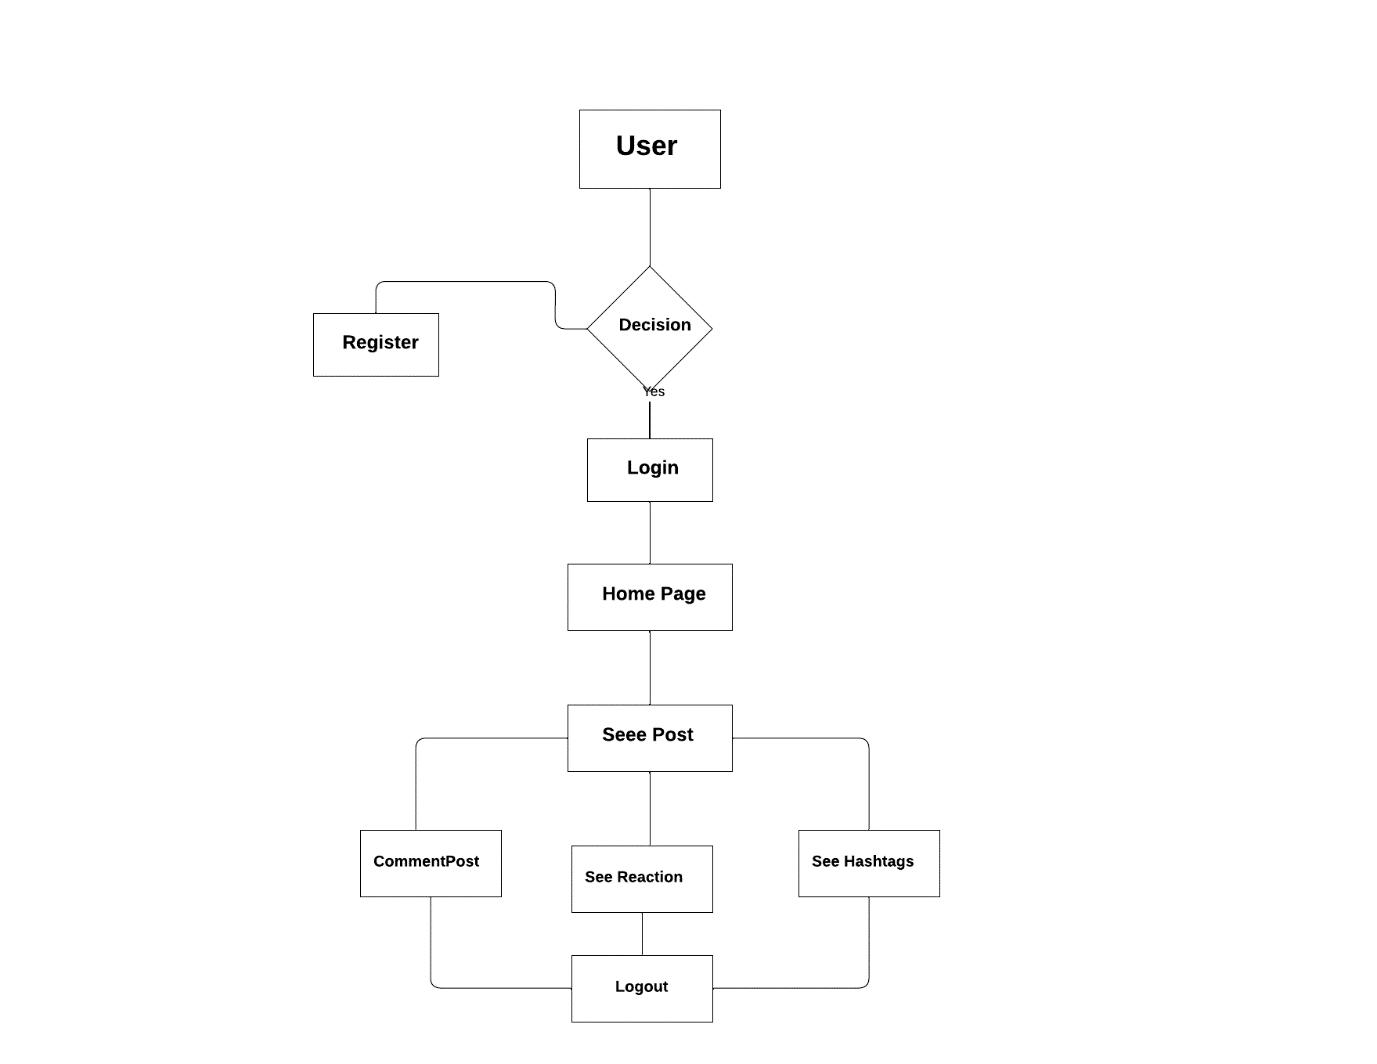 User
Decision
Register
Yes
Login
Home Page
Seee Post
CommentPost
See Reaction
See Hashtags
Logout